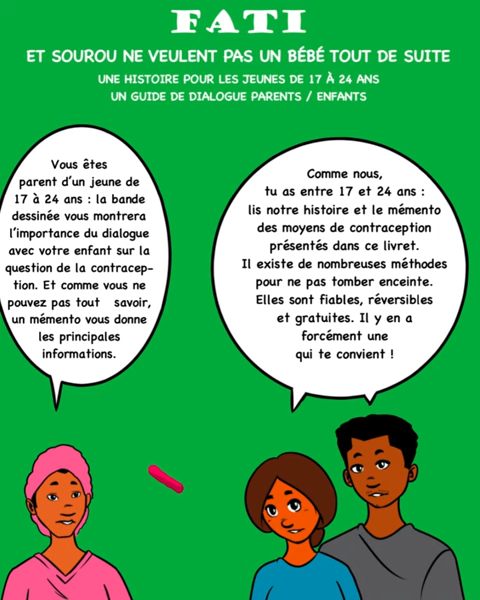 FATI
ET SOUROU NE VEULENT PAS UN BÉBÉ TOUT DE SUITE
UNE HISTOIRE POUR LES JEUNES DE 17 À 24 ANS
UN GUIDE DE DIALOGUE PARENTS / ENFANTS
Vous êtes
parent d'un jeune de
17 à 24 ans : la bande
dessinée vous montrera
l'importance du dialogue
avec votre enfant sur la
question de la contracep-
tion. Et comme vous ne
pouvez pas tout savoir,
un mémento vous donne
les principales
informations.
Comme nous,
tu as entre 17 et 24 ans :
lis notre histoire et le mémento
des moyens de contraception
présentés dans ce livret.
Il existe de nombreuses méthodes
pour ne pas tomber enceinte.
Elles sont fiables, réversibles
et gratuites. Il y en a
forcément une
qui te convient !